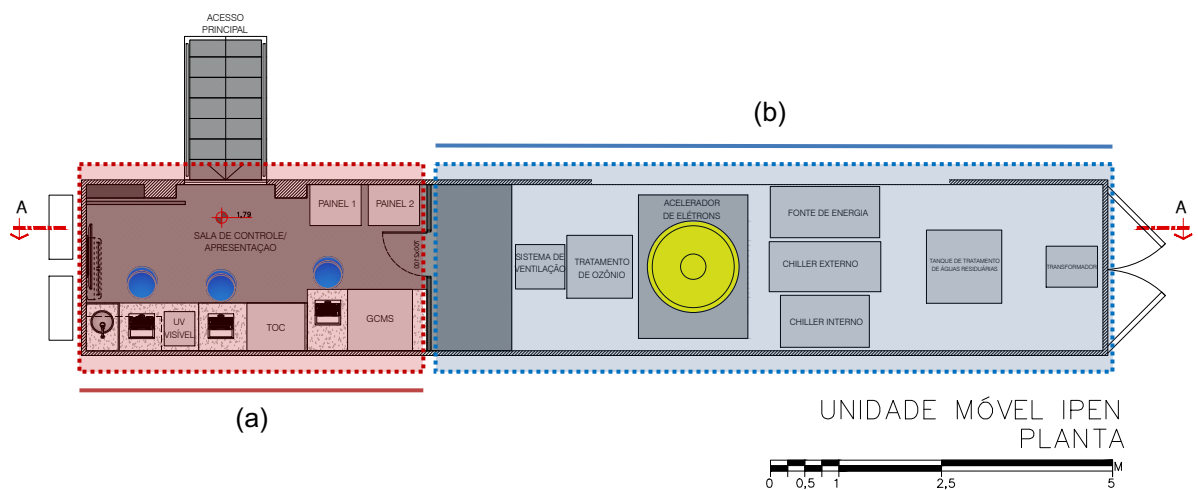 ACESSO
PRINCIPAL
(b)
A
A
PAINEL 1
PAINEL 2
1,79
SALA DE CONTROLE/
APRESENTAÇAO
ACELERADOR
DE ELÉTRONS
FONTE DE ENERGIA
SISTEMA DE
VENTILAÇÃO
TRATAMENTO
DE OZÔNIO
CHILLER EXTERNO
TANQUE DE TRATAMENTO
DE ÁGUAS RESIDUÁRIAS
TRANSFORMADOR
CHILLER INTERNO
UV
VISÍVEL
TOC
GCMS
(a)
UNIDADE MÓVEL IPEN
PLANTA
M
0
0,5
1
2,5
5